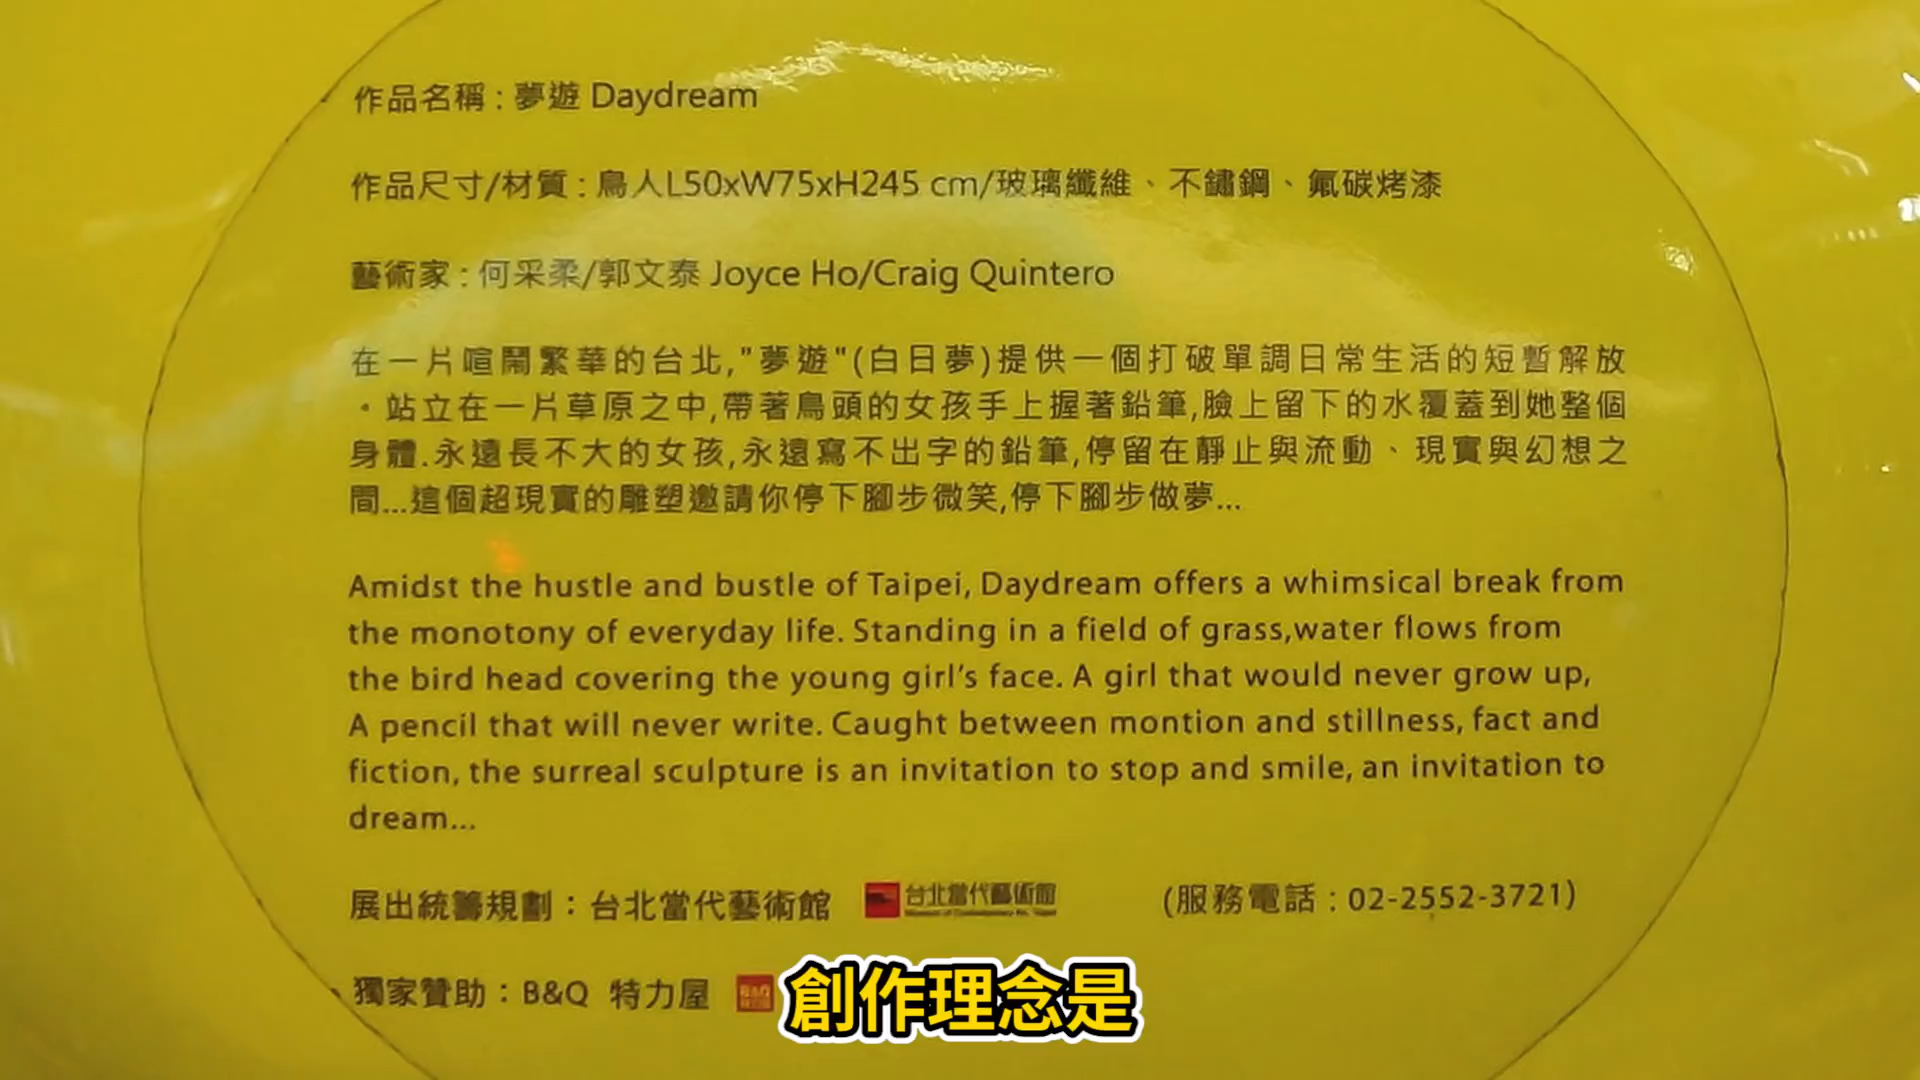 作品名稱 : 夢遊 Daydream
作品尺寸/材質 : 鳥人L50xW75xH245 cm/玻璃纖維、不鏽鋼、氟碳烤漆
藝術家 : 何采柔/郭文泰 Joyce Ho/Craig Quintero
在一片喧鬧繁華的台北,"夢遊"(白日夢)提供一個打破單調日常生活的短暫解放
。站立在一片草原之中,帶著鳥頭的女孩手上握著鉛筆,臉上留下的水覆蓋到她整個
身體.永遠長不大的女孩,永遠寫不出字的鉛筆,停留在靜止與流動、現實與幻想之
間...這個超現實的雕塑邀請你停下腳步微笑,停下腳步做夢...
Amidst the hustle and bustle of Taipei, Daydream offers a whimsical break from
the monotony of everyday life. Standing in a field of grass,water flows from
the bird head covering the young girl's face. A girl that would never grow up,
A pencil that will never write. Caught between montion and stillness, fact and
fiction, the surreal sculpture is an invitation to stop and smile, an invitation to
dream...
展出統籌規劃：台北當代藝術館 台北當代藝術館 (服務電話 : 02-2552-3721)
獨家贊助：B&Q 特力屋 B&Q
創作理念是